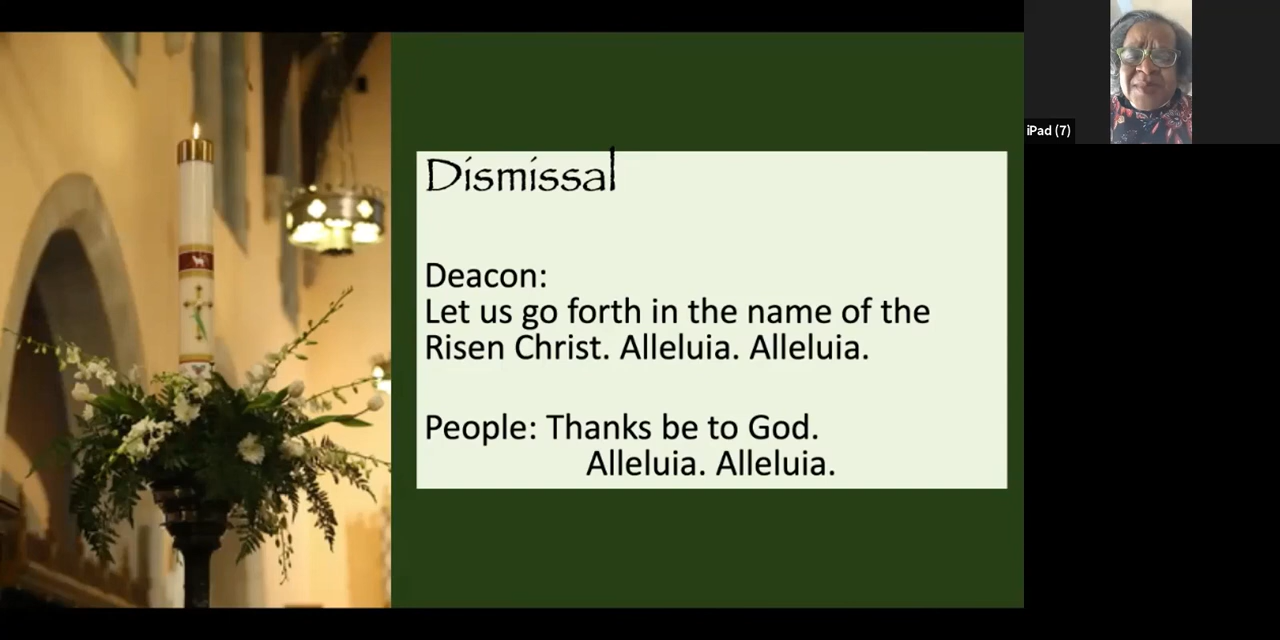 Dismissal
Deacon:
Let us go forth in the name of the
Risen Christ. Alleluia. Alleluia.
People: Thanks be to God.
Alleluia. Alleluia.
iPad (7)